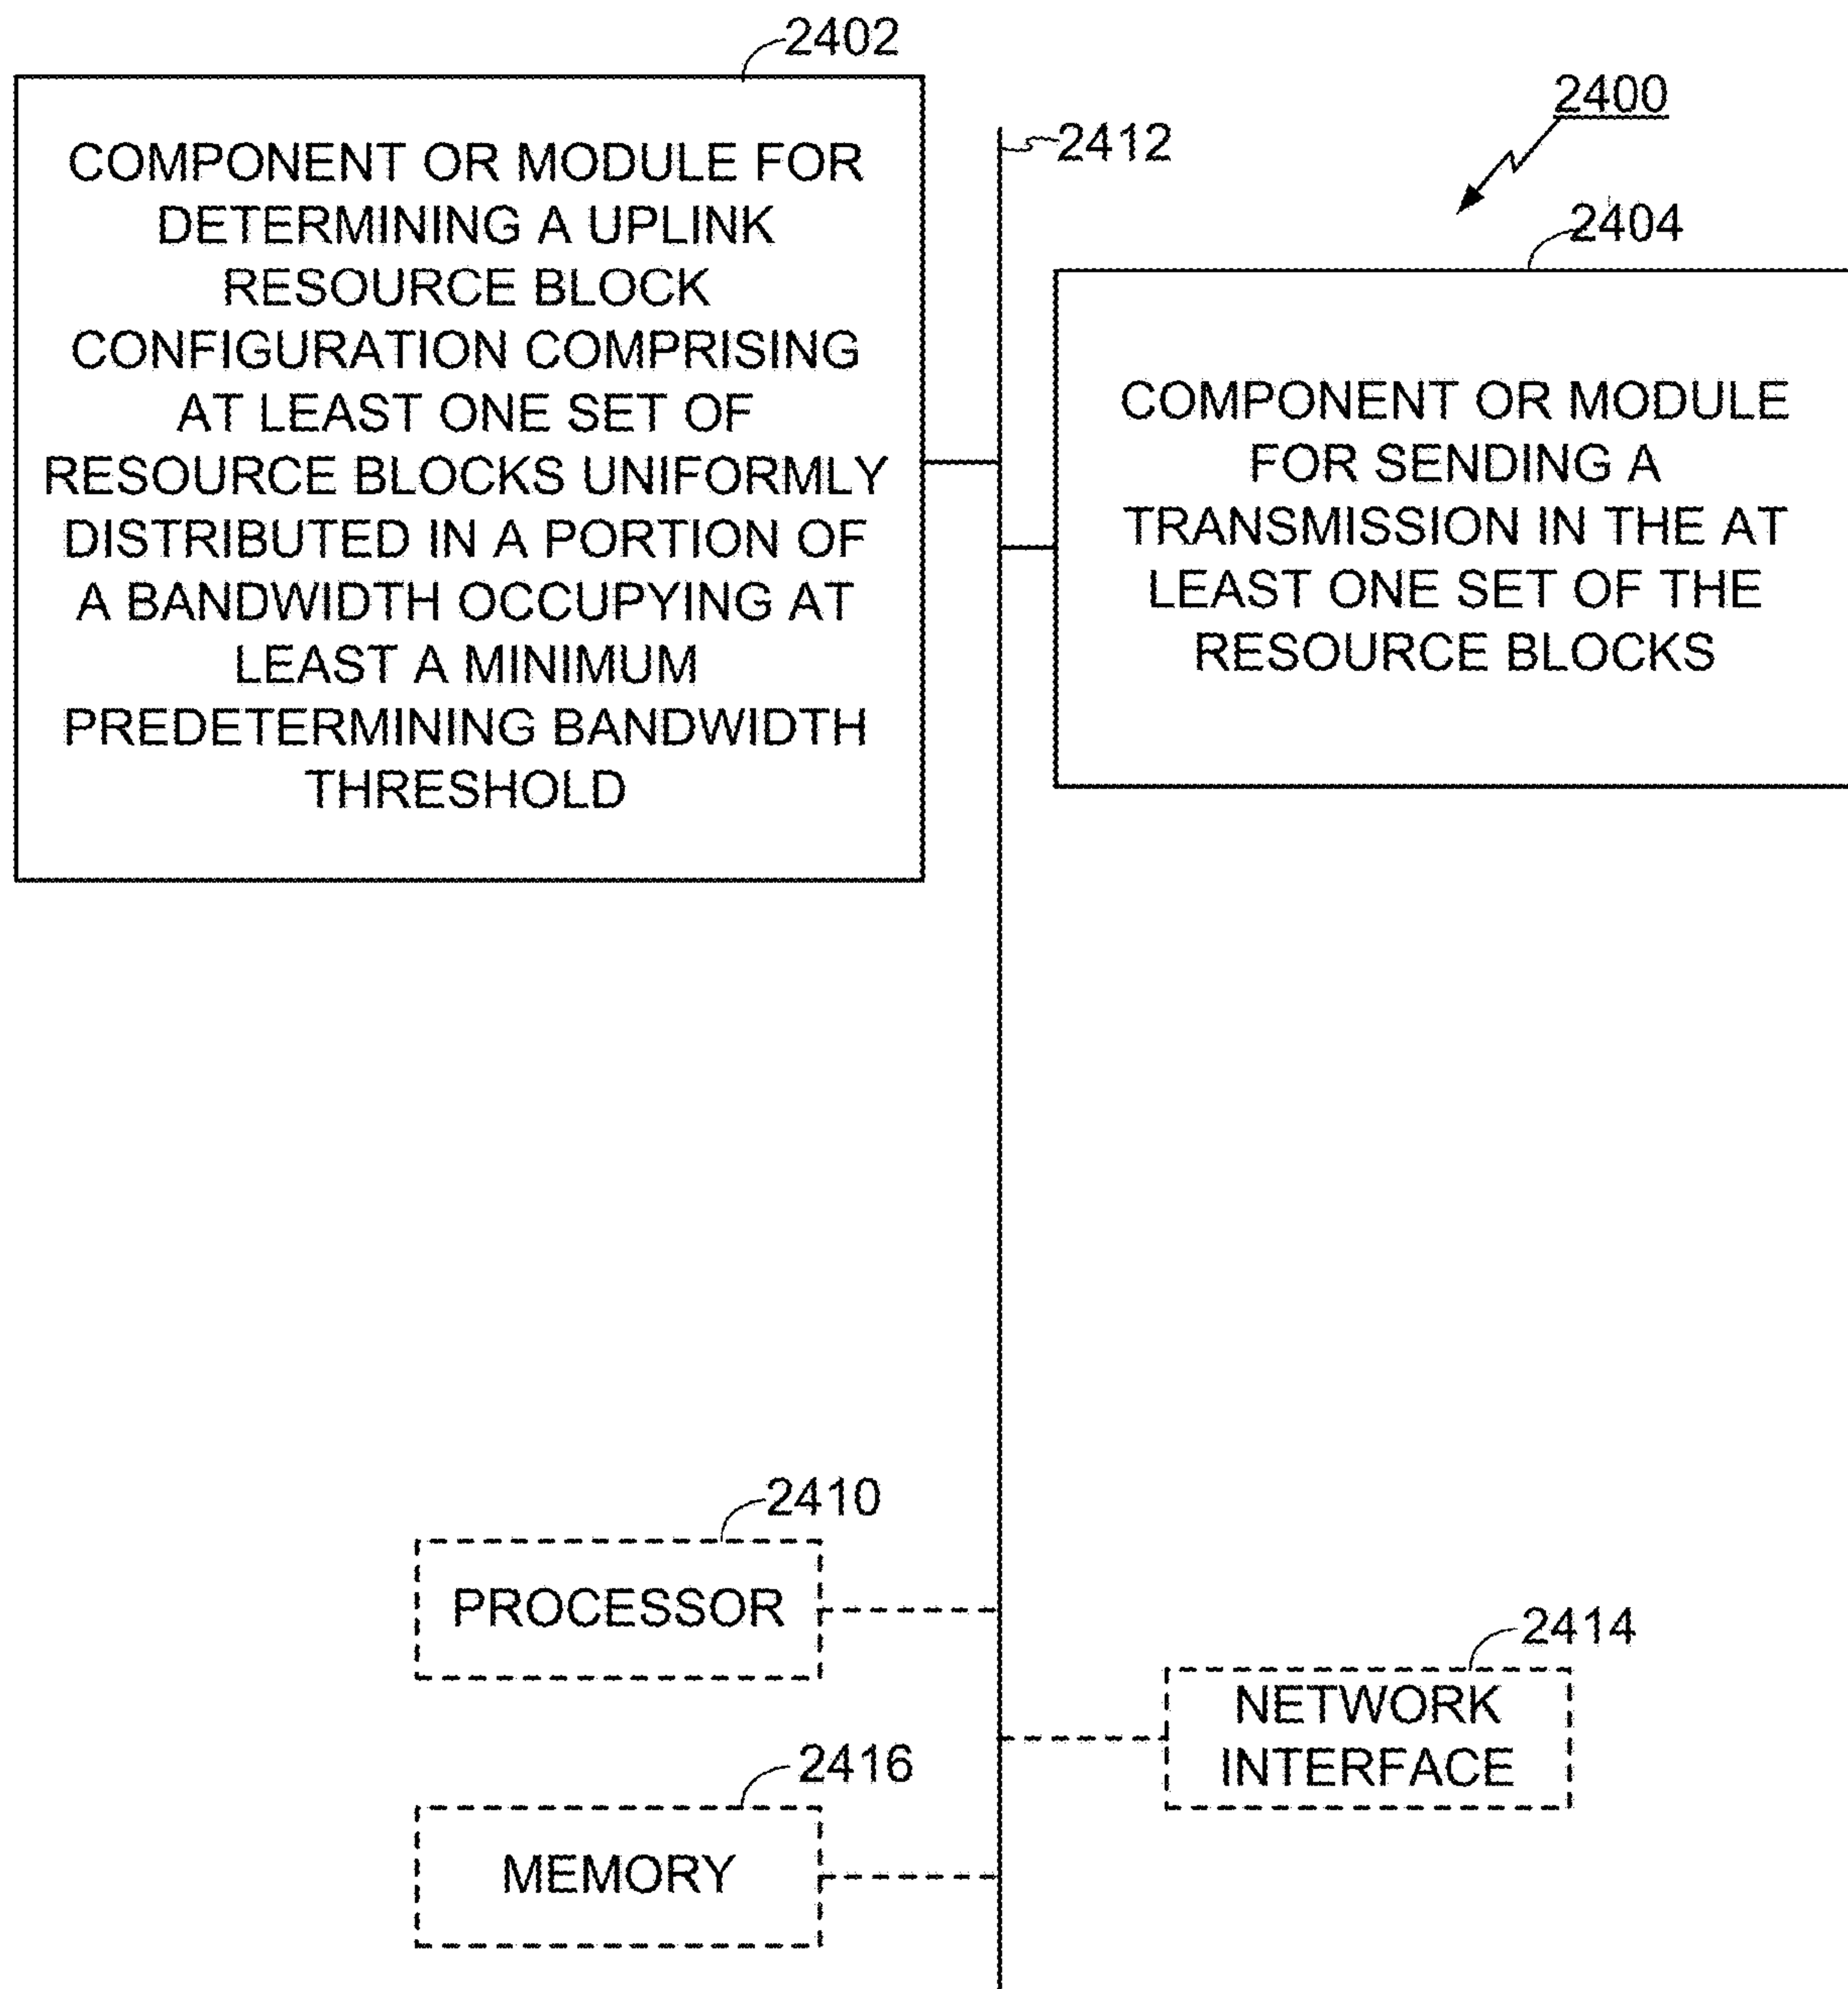 2402
COMPONENT OR MODULE FOR
DETERMINING A UPLINK
RESOURCE BLOCK
CONFIGURATION COMPRISING
AT LEAST ONE SET OF
RESOURCE BLOCKS UNIFORMLY
DISTRIBUTED IN A PORTION OF
A BANDWIDTH OCCUPYING AT
LEAST A MINIMUM
PREDETERMINING BANDWIDTH
THRESHOLD
2412
2400
2404
COMPONENT OR MODULE
FOR SENDING A
TRANSMISSION IN THE AT
LEAST ONE SET OF THE
RESOURCE BLOCKS
2410
PROCESSOR
2414
NETWORK
INTERFACE
2416
MEMORY